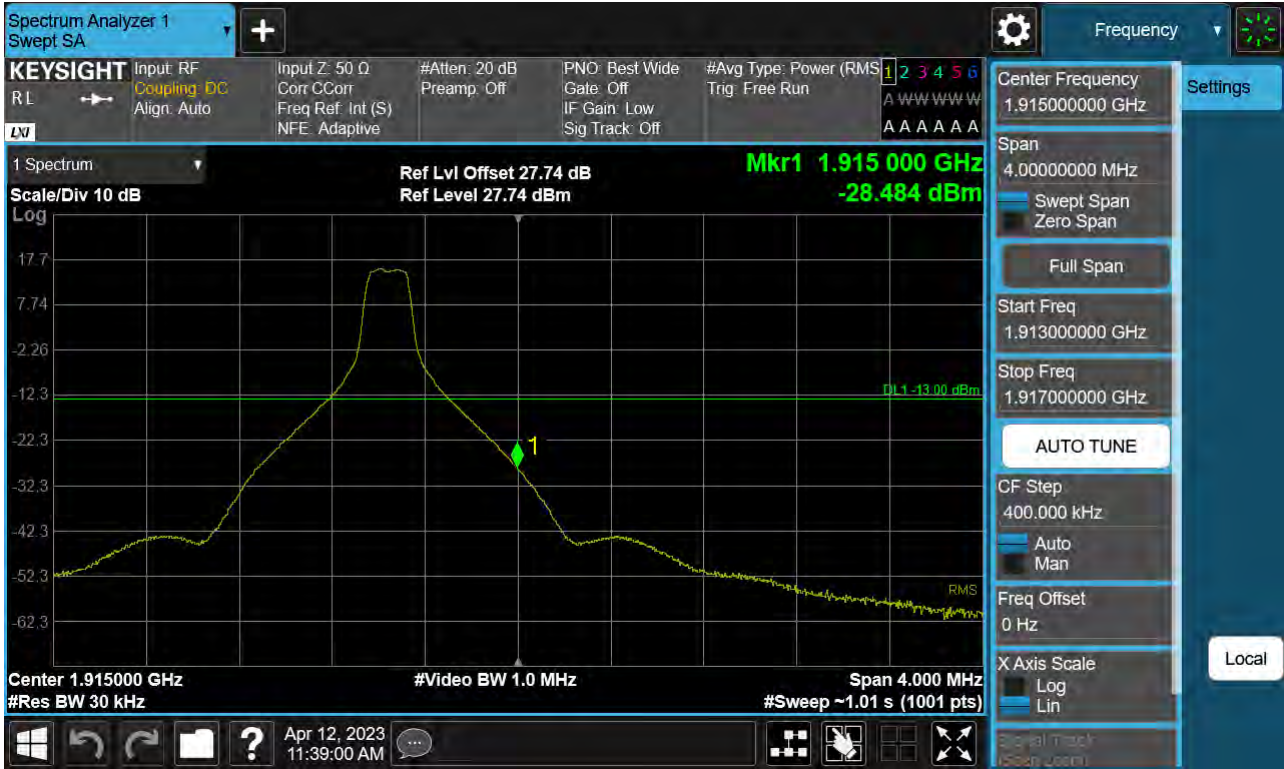 Spectrum Analyzer 1
Swept SA
Frequency
KEYSIGHT
R L
LXI
Input: RF
Coupling: DC
Align: Auto
Input Z: 50 Ω
Corr CCorr
Freq Ref: Int (S)
NFE: Adaptive
#Atten: 20 dB
Preamp: Off
PNO: Best Wide
Gate: Off
IF Gain: Low
Sig Track: Off
#Avg Type: Power (RMS
Trig: Free Run
1 2 3 4 5 6
A W W W W W
A A A A A A
1 Spectrum
Scale/Div 10 dB
Log
Ref Lvl Offset 27.74 dB
Ref Level 27.74 dBm
Mkr1 1.915 000 GHz
-28.484 dBm
17.7
7.74
-2.26
-12.3
-22.3
-32.3
-42.3
-52.3
-62.3
DL1 -13.00 dBm
1
RMS
Center 1.915000 GHz
#Res BW 30 kHz
#Video BW 1.0 MHz
Span 4.000 MHz
#Sweep ~1.01 s (1001 pts)
Center Frequency
1.915000000 GHz
Settings
Span
4.00000000 MHz
Swept Span
Zero Span
Full Span
Start Freq
1.913000000 GHz
Stop Freq
1.917000000 GHz
AUTO TUNE
CF Step
400.000 kHz
Auto
Man
Freq Offset
0 Hz
X Axis Scale
Log
Lin
Local
Signal Track
(Span Zoom)
Apr 12, 2023
11:39:00 AM